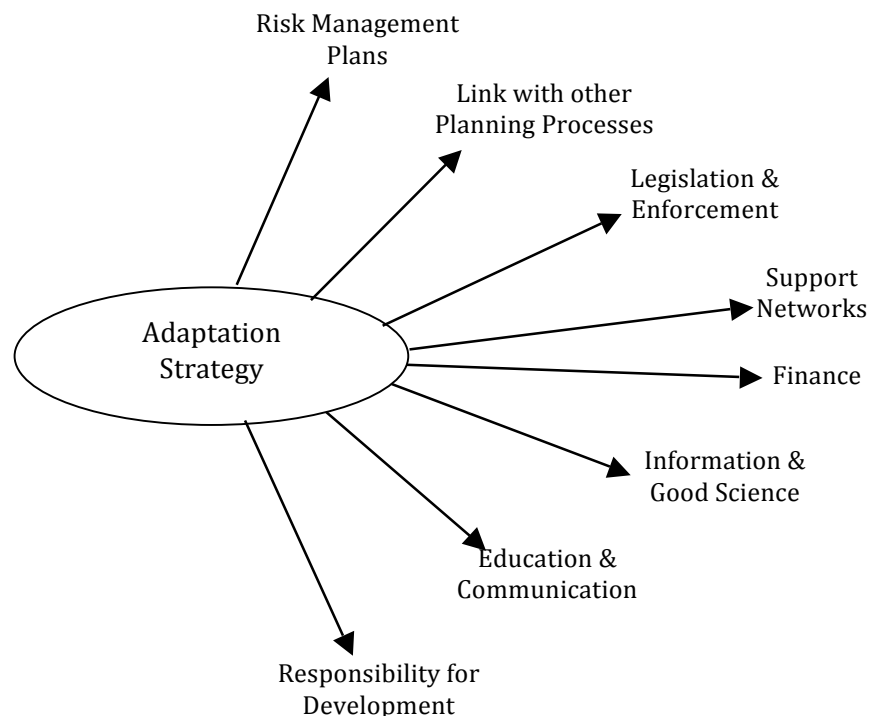 Risk Management
Plans
Link with other
Planning Processes
Legislation &
Enforcement
Support
Networks
Adaptation
Strategy
Finance
Information &
Good Science
Education &
Communication
Responsibility for
Development